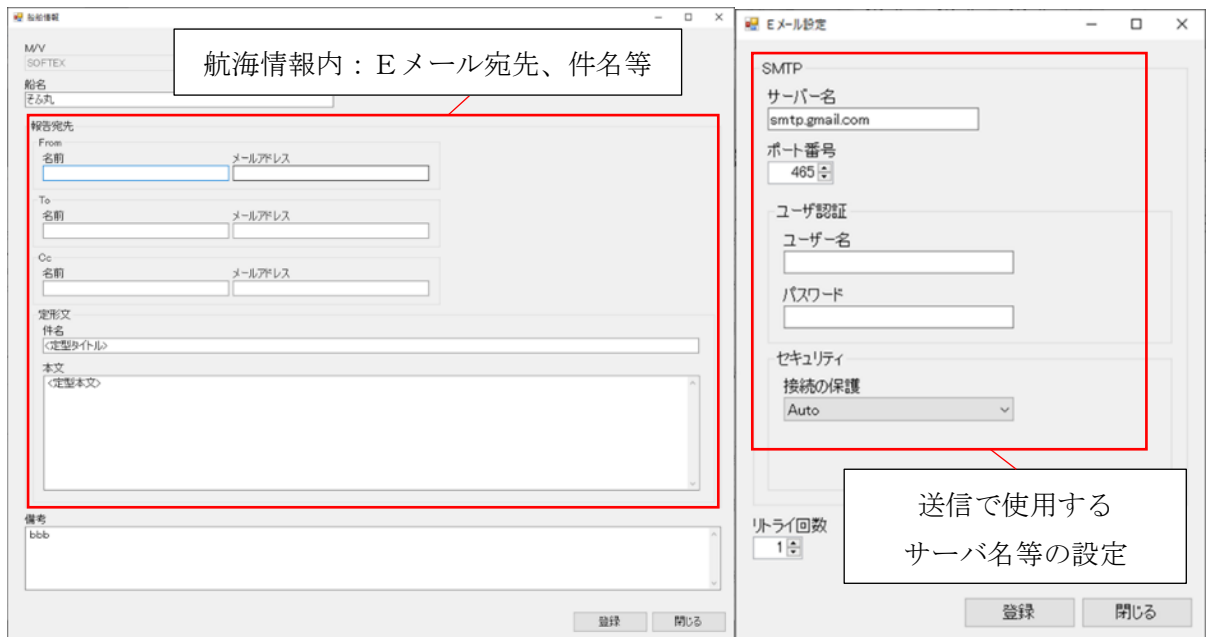 船舶情報
M/V
SOFTEX
航海情報内：Ｅメール宛先、件名等
船名
そふ丸
報告宛先
From
名前 メールアドレス
To
名前 メールアドレス
Cc
名前 メールアドレス
定形文
件名
<定型タイトル>
本文
<定型本文>
備考
bbb
登録 閉じる
Ｅメール設定
SMTP
サーバー名
smtp.gmail.com
ポート番号
465
ユーザ認証
ユーザー名
パスワード
セキュリティ
接続の保護
Auto
送信で使用する
サーバ名等の設定
リトライ回数
1
登録 閉じる